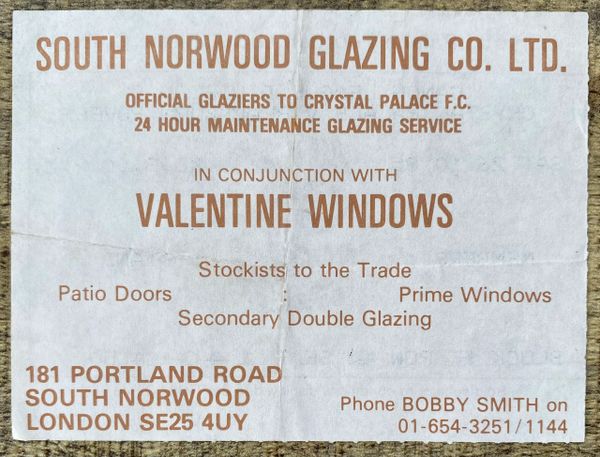 SOUTH NORWOOD GLAZING CO. LTD.
OFFICIAL GLAZIERS TO CRYSTAL PALACE F.C.
24 HOUR MAINTENANCE GLAZING SERVICE
IN CONJUNCTION WITH
VALENTINE WINDOWS
Stockists to the Trade
Patio Doors : Prime Windows
Secondary Double Glazing
181 PORTLAND ROAD
SOUTH NORWOOD
LONDON SE25 4UY
Phone BOBBY SMITH on
01-654-3251/1144